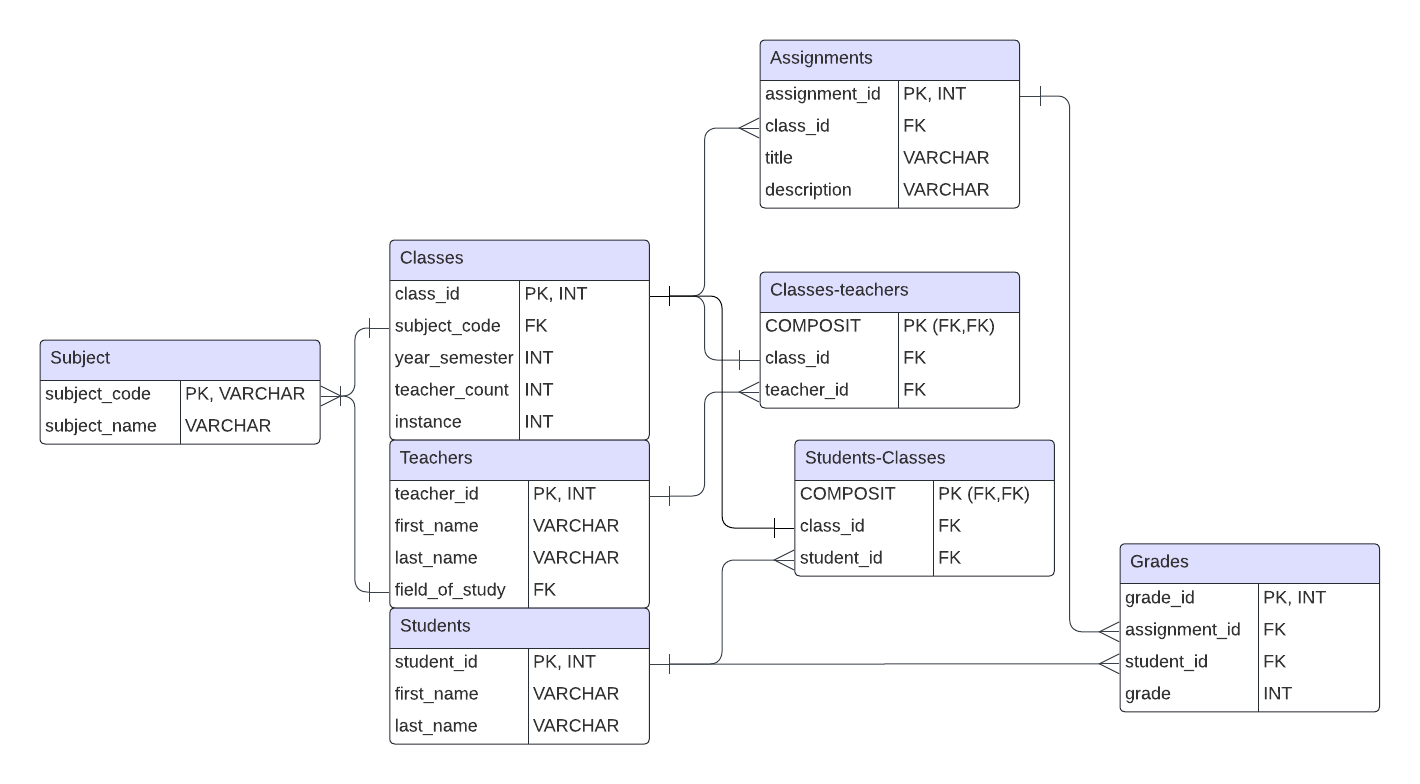 Assignments
assignment_id PK, INT
class_id FK
title VARCHAR
description VARCHAR
Classes
class_id PK, INT
subject_code FK
year_semester INT
teacher_count INT
instance INT
Classes-teachers
COMPOSIT PK (FK,FK)
class_id FK
teacher_id FK
Subject
subject_code PK, VARCHAR
subject_name VARCHAR
Teachers
teacher_id PK, INT
first_name VARCHAR
last_name VARCHAR
field_of_study FK
Students-Classes
COMPOSIT PK (FK,FK)
class_id FK
student_id FK
Students
student_id PK, INT
first_name VARCHAR
last_name VARCHAR
Grades
grade_id PK, INT
assignment_id FK
student_id FK
grade INT